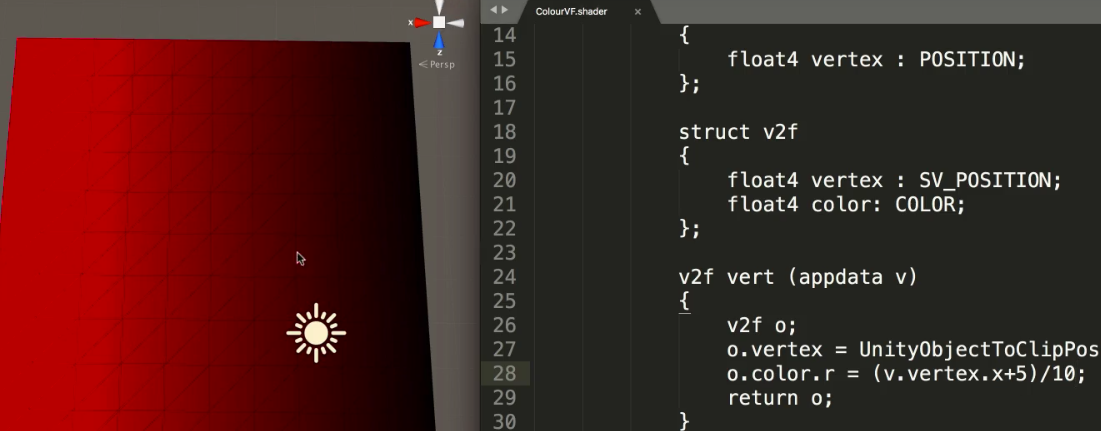 x
z
Persp
ColourVF.shader
14 {
15 float4 vertex : POSITION;
16 };
17
18 struct v2f
19 {
20 float4 vertex : SV_POSITION;
21 float4 color: COLOR;
22 };
23
24 v2f vert (appdata v)
25 {
26 v2f o;
27 o.vertex = UnityObjectToClipPos
28 o.color.r = (v.vertex.x+5)/10;
29 return o;
30 }